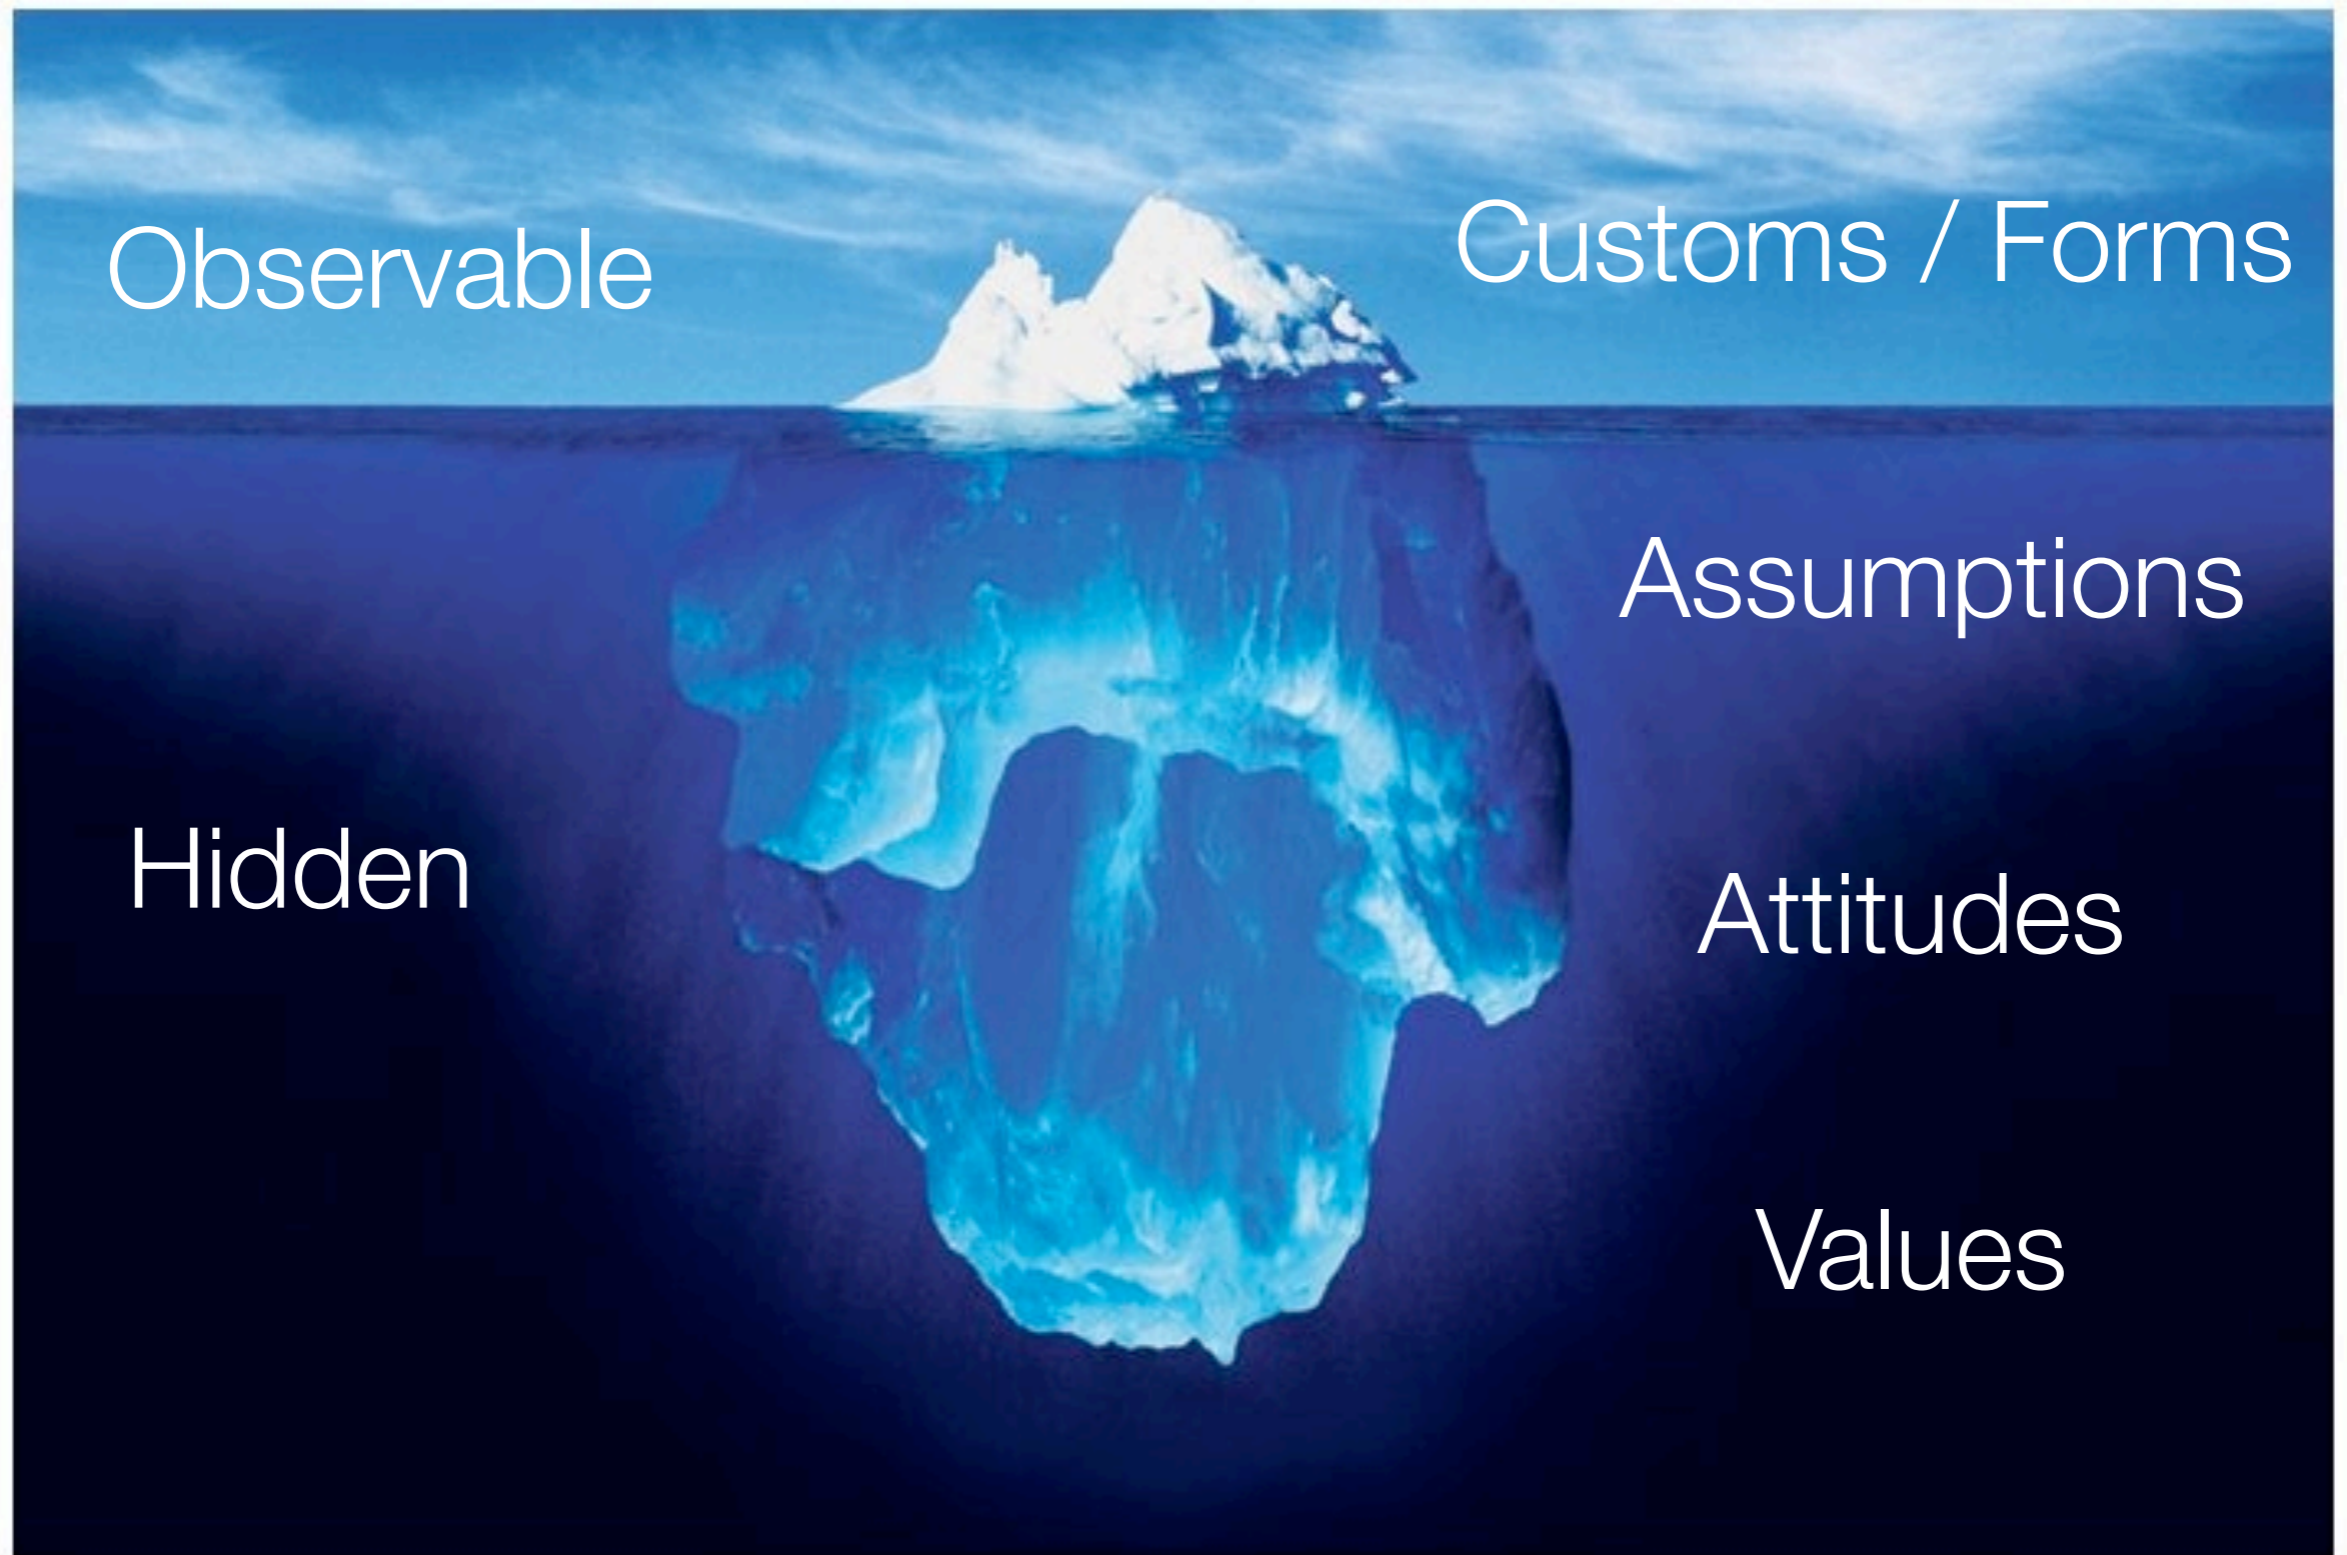 Observable
Customs / Forms
Assumptions
Hidden
Attitudes
Values